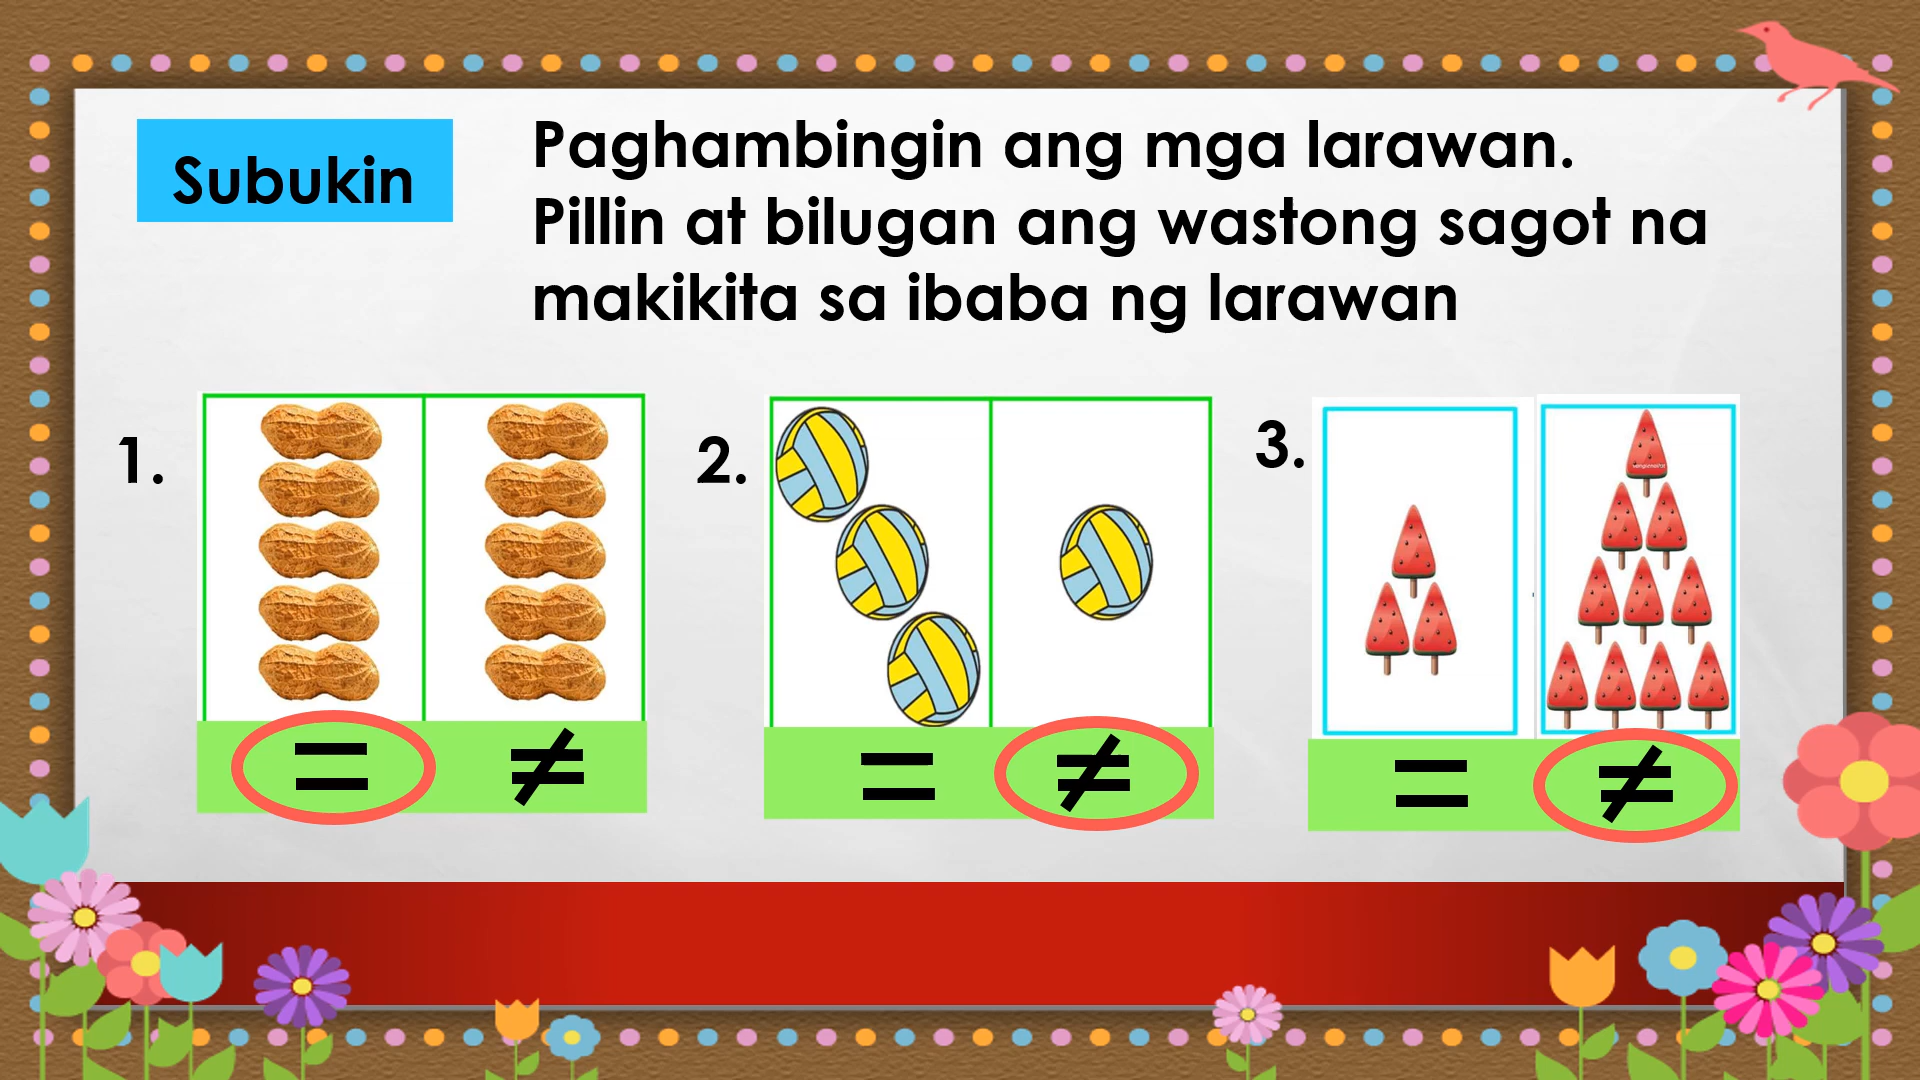 Subukin
Paghambingin ang mga larawan.
Pillin at bilugan ang wastong sagot na
makikita sa ibaba ng larawan
1.
2.
3.
= ≠
= ≠
= ≠